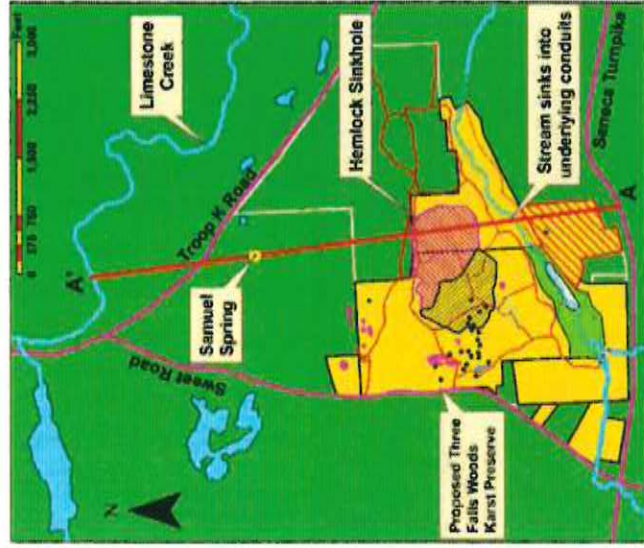 Feet
0 375 750 1,500 2,250 3,000
A'
Limestone
Creek
Troop K Road
Samuel
Spring
Sweet Road
N
Hemlock Sinkhole
Proposed Three
Falls Woods
Karst Preserve
Stream sinks into
underlying conduits
A
Seneca Turnpike